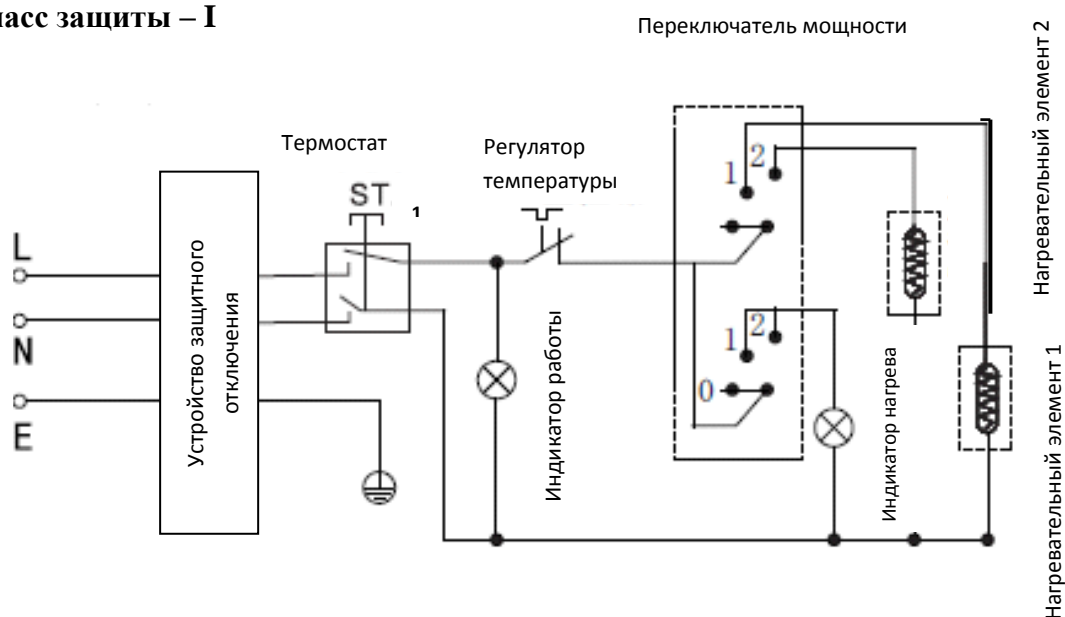 ласс защиты – I
Переключатель мощности
Термостат
Регулятор
температуры
ST
1
L
N
E
Устройство защитного
отключения
Индикатор работы
1
2
1
2
0
Индикатор нагрева
Нагревательный элемент 2
Нагревательный элемент 1